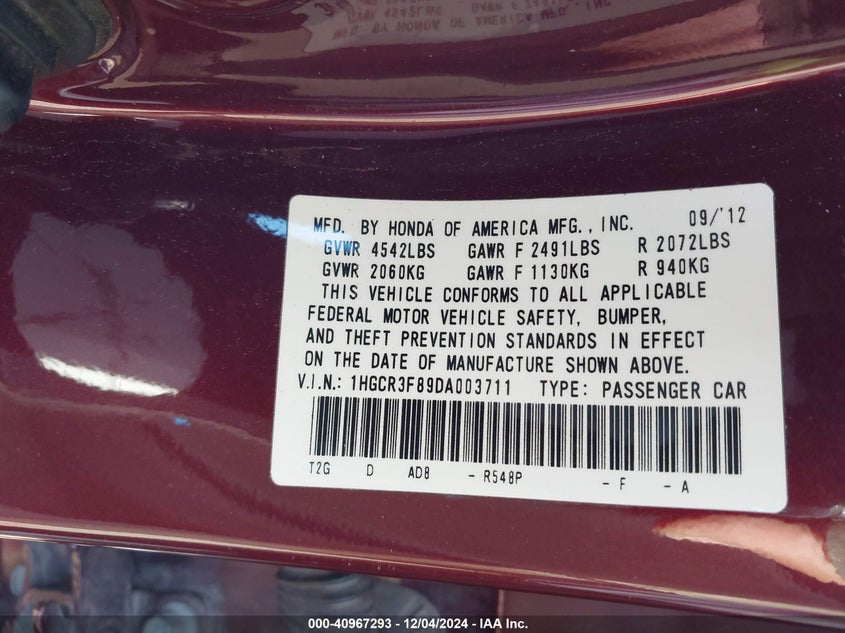 MFD. BY HONDA OF AMERICA MFG., INC. 09/'12
GVWR 4542LBS GAWR F 2491LBS R 2072LBS
GVWR 2060KG GAWR F 1130KG R 940KG
THIS VEHICLE CONFORMS TO ALL APPLICABLE
FEDERAL MOTOR VEHICLE SAFETY, BUMPER,
AND THEFT PREVENTION STANDARDS IN EFFECT
ON THE DATE OF MANUFACTURE SHOWN ABOVE.
V.I.N.: 1HGCR3F89DA003711 TYPE: PASSENGER CAR
T2G D AD8 - R548P - F - A
000-40967293 - 12/04/2024 - IAA Inc.